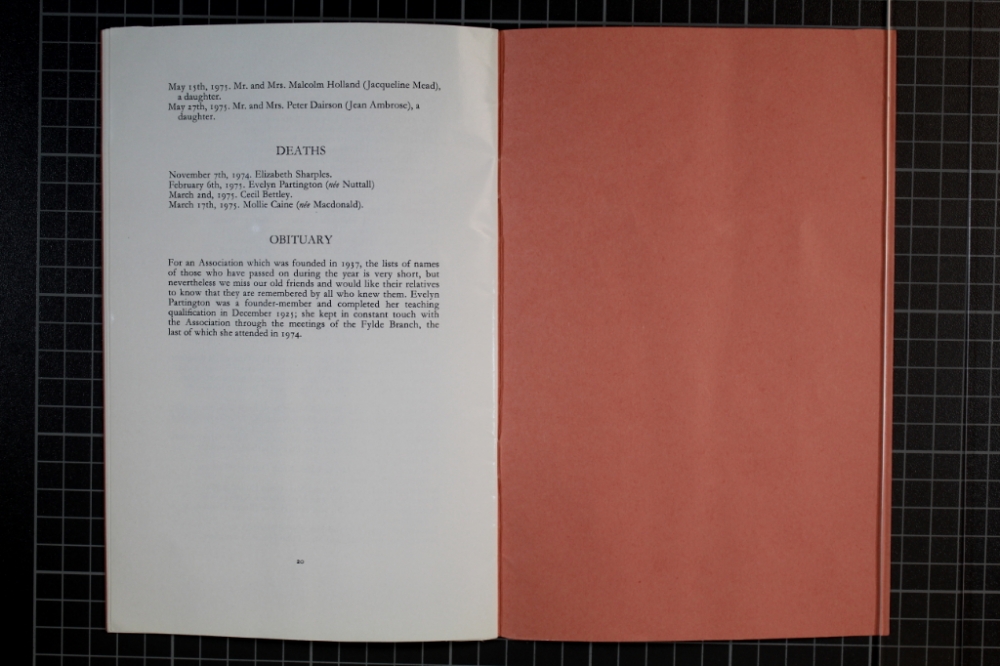 May 15th, 1975. Mr. and Mrs. Malcolm Holland (Jacqueline Mead),
a daughter.
May 27th, 1975. Mr. and Mrs. Peter Dairson (Jean Ambrose), a
daughter.
DEATHS
November 7th, 1974. Elizabeth Sharples.
February 6th, 1975. Evelyn Partington (née Nuttall)
March 2nd, 1975. Cecil Bettley.
March 17th, 1975. Mollie Caine (née Macdonald).
OBITUARY
For an Association which was founded in 1937, the lists of names
of those who have passed on during the year is very short, but
nevertheless we miss our old friends and would like their relatives
to know that they are remembered by all who knew them. Evelyn
Partington was a founder-member and completed her teaching
qualification in December 1925; she kept in constant touch with
the Association through the meetings of the Fylde Branch, the
last of which she attended in 1974.
20